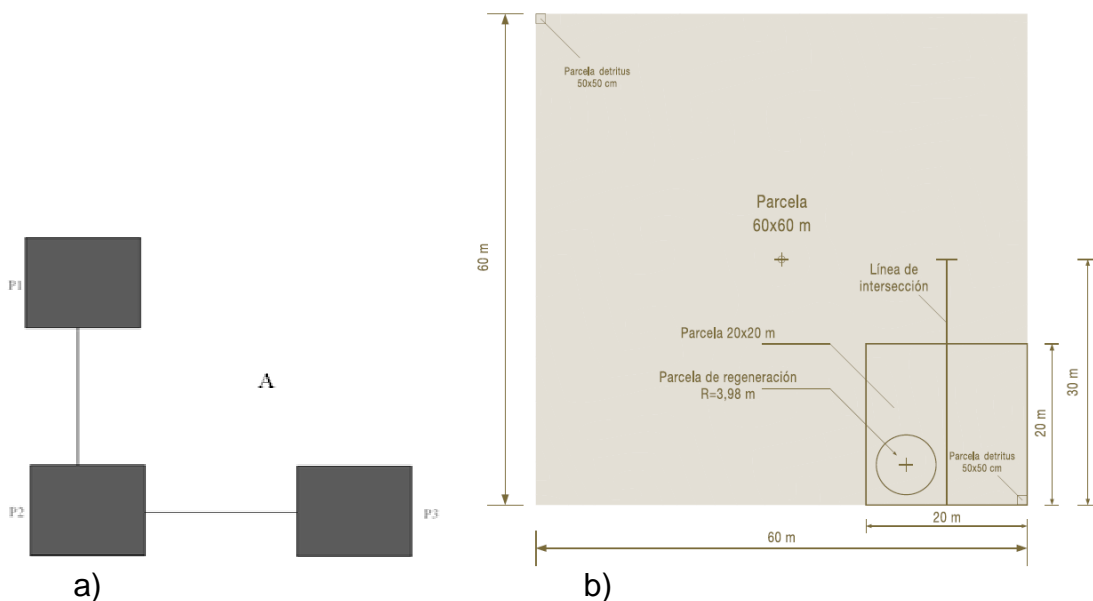 P1
A
P2
P3
a)
Parcela detritus
50x50 cm
60 m
Parcela
60x60 m
Línea de
intersección
Parcela 20x20 m
Parcela de regeneración
R=3,98 m
Parcela detritus
50x50 cm
20 m
30 m
20 m
60 m
b)